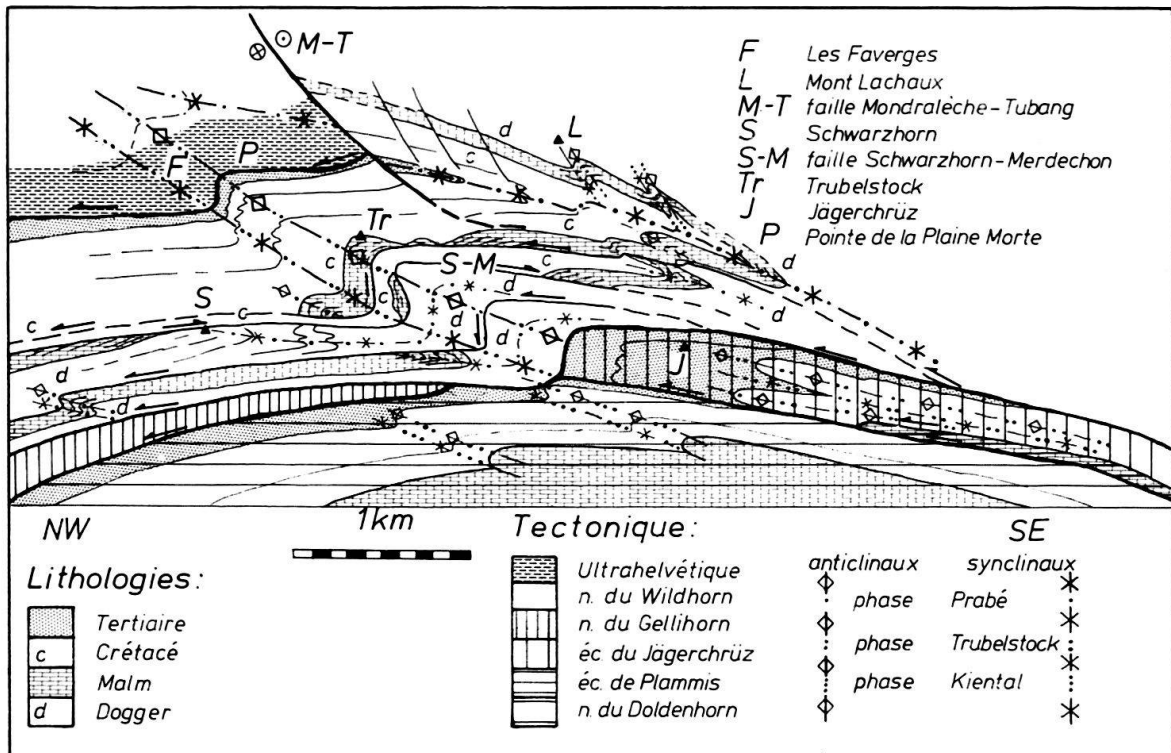 M-T
F Les Faverges
L Mont Lachaux
M-T faille Mondralèche-Tubang
S Schwarzhorn
S-M faille Schwarzhorn-Merdechon
Tr Trubelstock
J Jägerchrüz
P Pointe de la Plaine Morte
d
L
c
P
F
Tr
c
c
d
S-M
c
c
d
S
c
c
d
d
c
J
d
d
NW
1km
SE
Lithologies:
Tertiaire
c Crétacé
Malm
d Dogger
Tectonique:
Ultrahelvétique
n. du Wildhorn
n. du Gellihorn
éc. du Jägerchrüz
éc. de Plammis
n. du Doldenhorn
anticlinaux synclinaux
phase Prabé
phase Trubelstock
phase Kiental